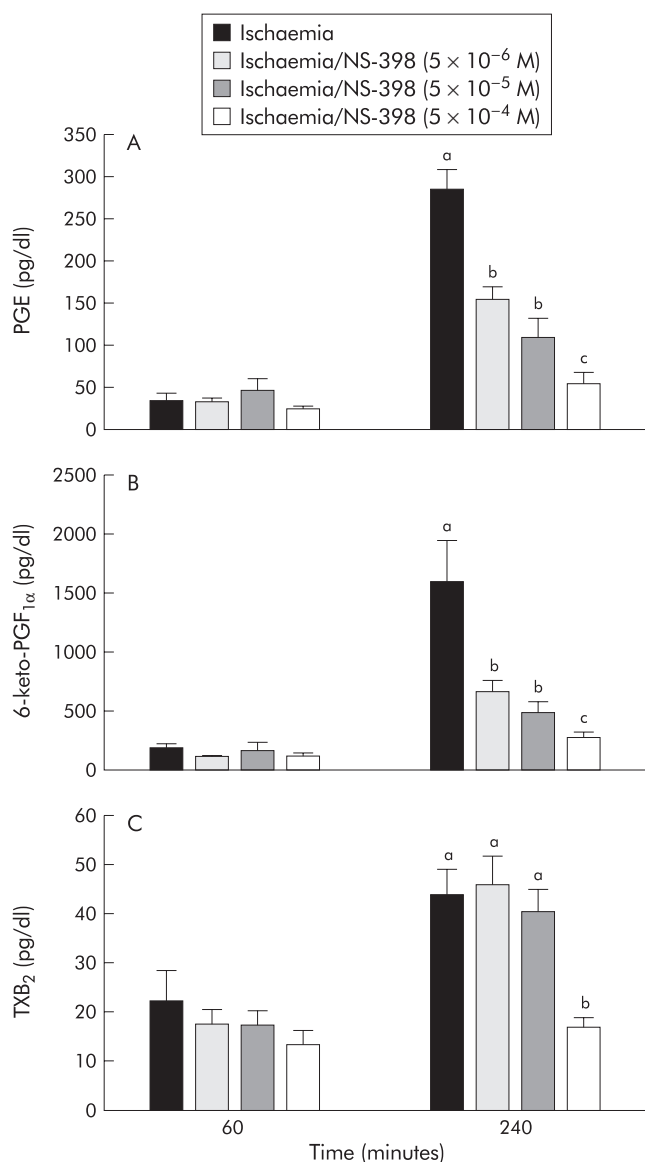 Ischaemia
Ischaemia/NS-398 (5 × 10⁻⁶ M)
Ischaemia/NS-398 (5 × 10⁻⁵ M)
Ischaemia/NS-398 (5 × 10⁻⁴ M)
A
PGE (pg/dl)
350
300
250
200
150
100
50
0
a
b
b
c
B
6-keto-PGF₁α (pg/dl)
2500
2000
1500
1000
500
0
a
b
b
c
C
TXB₂ (pg/dl)
60
50
40
30
20
10
0
a
a
a
b
60
240
Time (minutes)